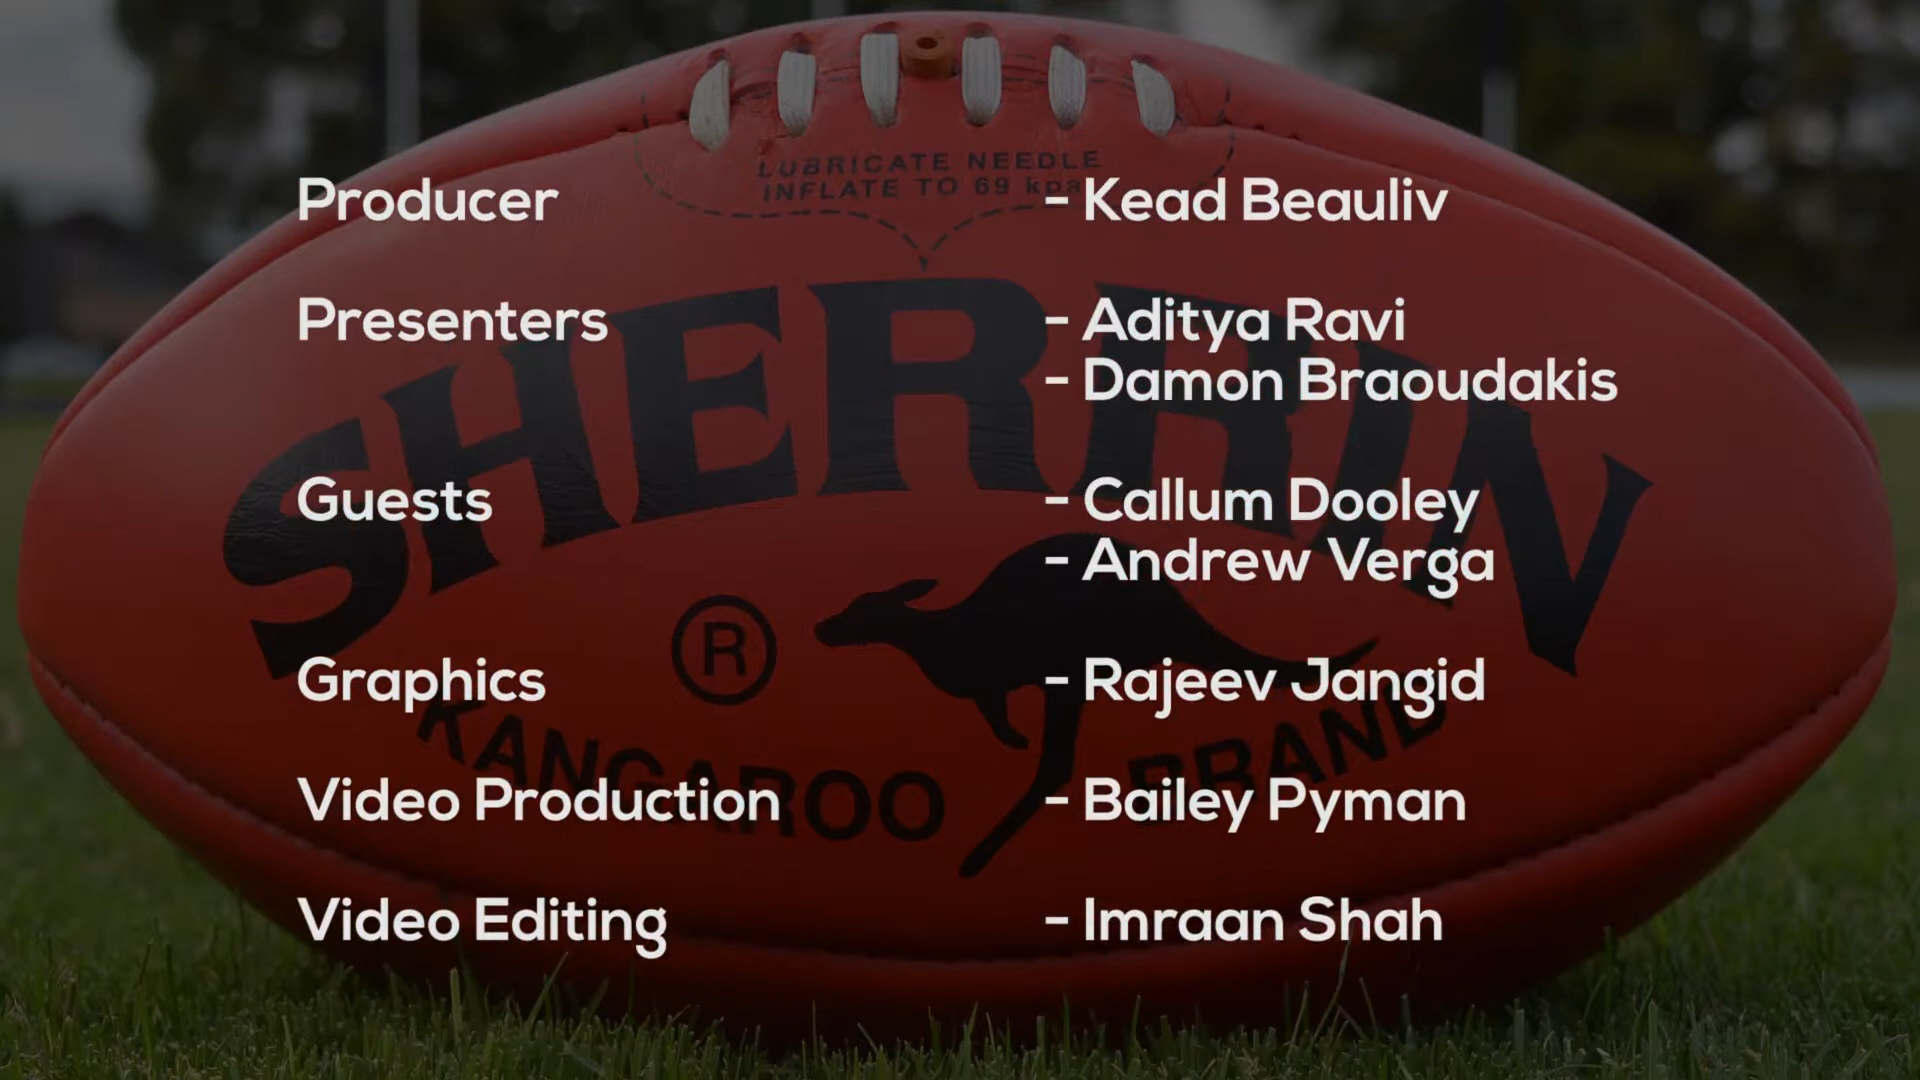 LUBRICATE NEEDLE
INFLATE TO 69 kpa
Producer - Kead Beauliv
Presenters - Aditya Ravi
- Damon Braoudakis
SHERRIN
Guests - Callum Dooley
- Andrew Verga
®
Graphics - Rajeev Jangid
KANGAROO BRAND
Video Production - Bailey Pyman
Video Editing - Imraan Shah